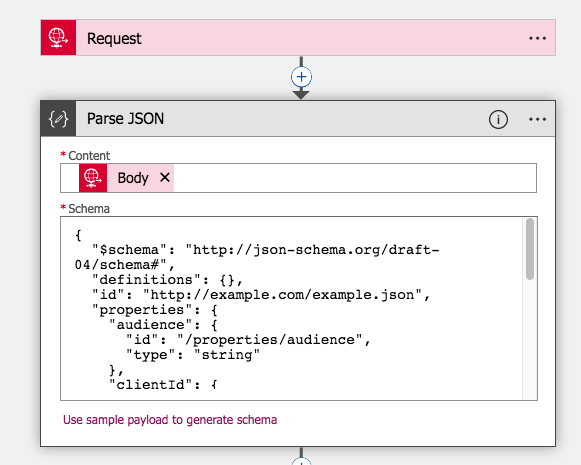 Request
Parse JSON
* Content
Body
* Schema
{
"$schema": "http://json-schema.org/draft-
04/schema#",
"definitions": {},
"id": "http://example.com/example.json",
"properties": {
"audience": {
"id": "/properties/audience",
"type": "string"
},
"clientId": {
Use sample payload to generate schema